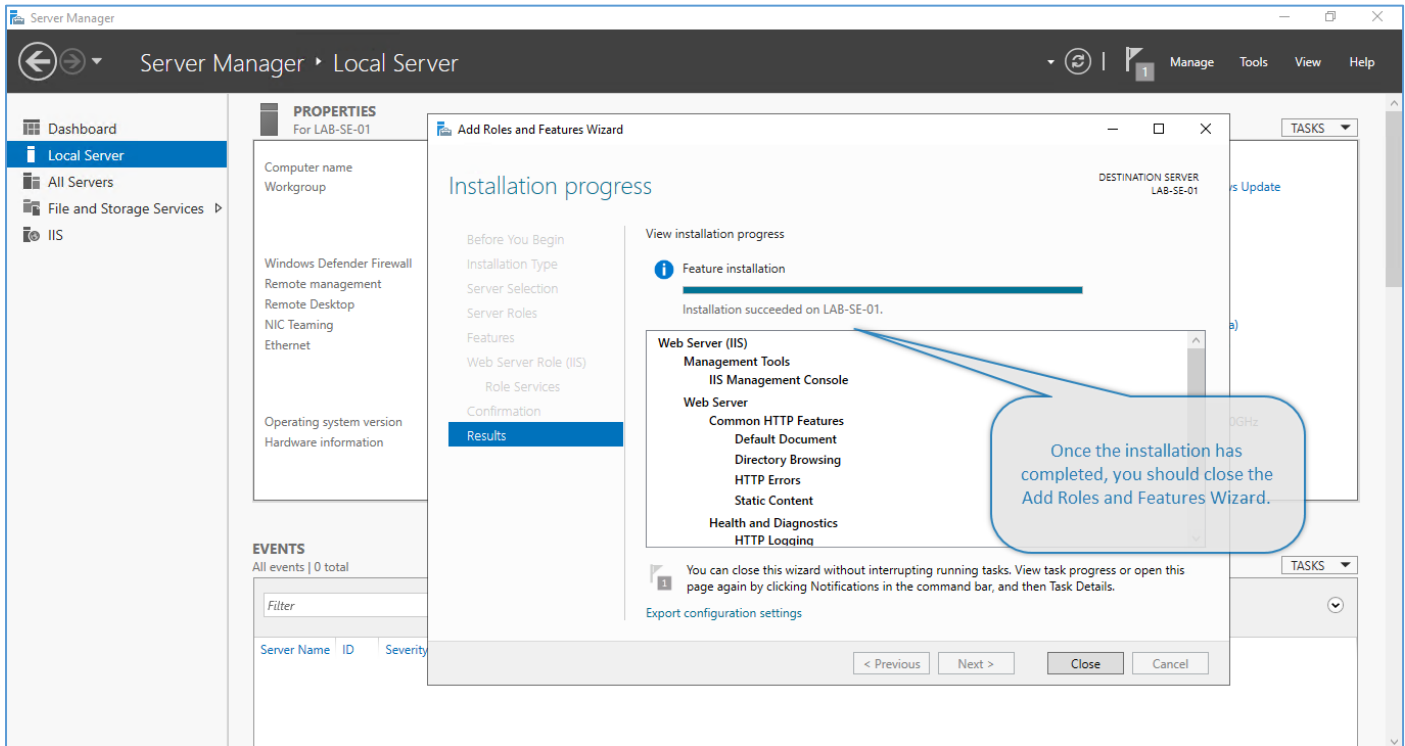 Server Manager
Server Manager ‣ Local Server
1
Manage
Tools
View
Help
Dashboard
Local Server
All Servers
File and Storage Services
IIS
PROPERTIES
For LAB-SE-01
TASKS
Computer name
Workgroup
Windows Defender Firewall
Remote management
Remote Desktop
NIC Teaming
Ethernet
Operating system version
Hardware information
s Update
a)
0GHz
Add Roles and Features Wizard
Installation progress
DESTINATION SERVER
LAB-SE-01
Before You Begin
Installation Type
Server Selection
Server Roles
Features
Web Server Role (IIS)
Role Services
Confirmation
Results
View installation progress
Feature installation
Installation succeeded on LAB-SE-01.
Web Server (IIS)
Management Tools
IIS Management Console
Web Server
Common HTTP Features
Default Document
Directory Browsing
HTTP Errors
Static Content
Health and Diagnostics
HTTP Logging
Once the installation has
completed, you should close the
Add Roles and Features Wizard.
1
You can close this wizard without interrupting running tasks. View task progress or open this
page again by clicking Notifications in the command bar, and then Task Details.
Export configuration settings
< Previous
Next >
Close
Cancel
EVENTS
All events | 0 total
TASKS
Filter
Server Name
ID
Severity